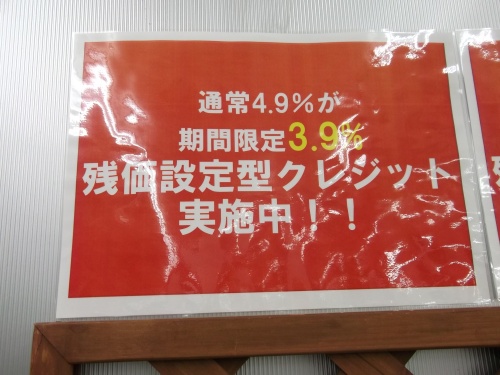 通常4.9%が
期間限定3.9%
残価設定型クレジット
実施中！！